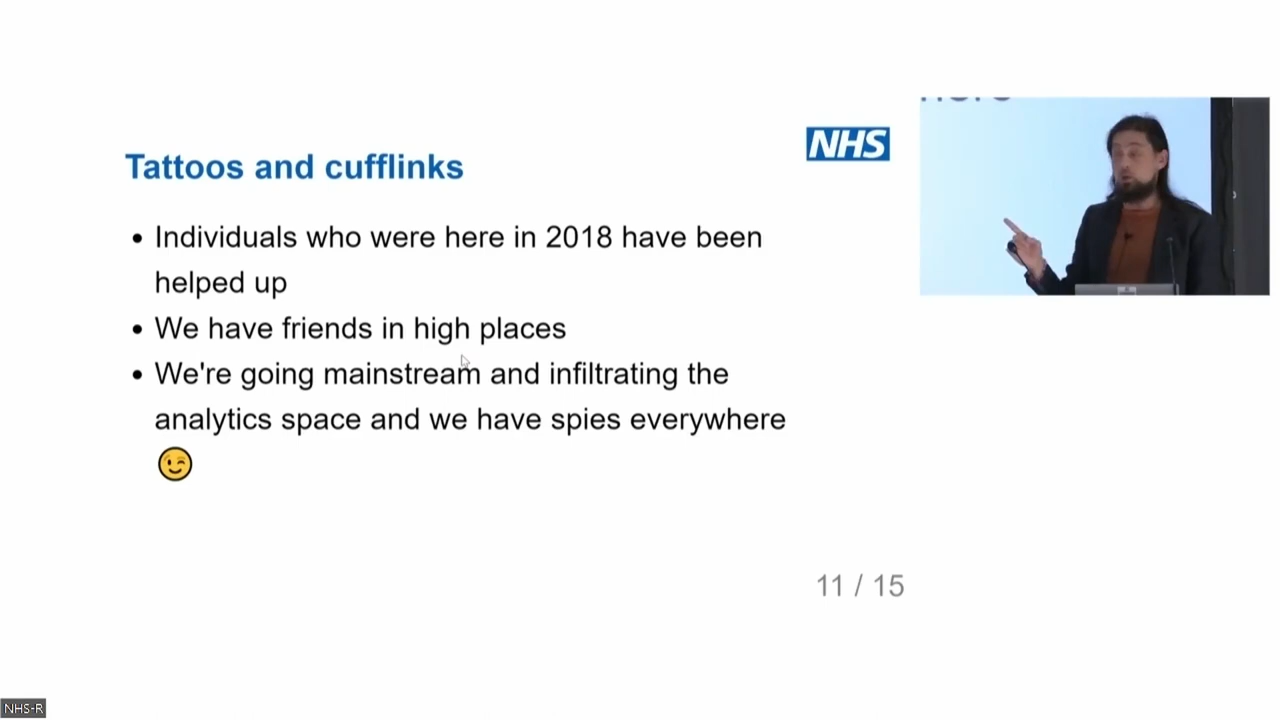 Tattoos and cufflinks
NHS
• Individuals who were here in 2018 have been
helped up
• We have friends in high places
• We're going mainstream and infiltrating the
analytics space and we have spies everywhere
😉
11 / 15
NHS-R